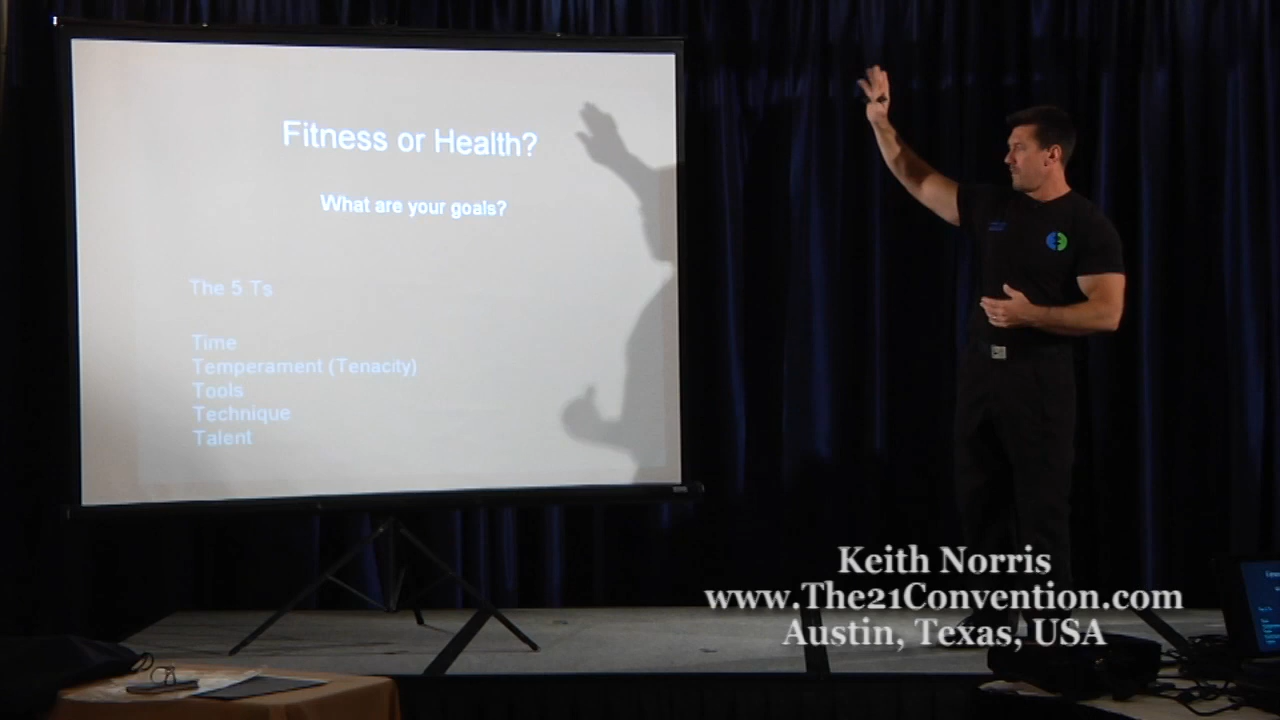 Fitness or Health?
What are your goals?
The 5 Ts
Time
Temperament (Tenacity)
Tools
Technique
Talent
Keith Norris
www.The21Convention.com
Austin, Texas, USA